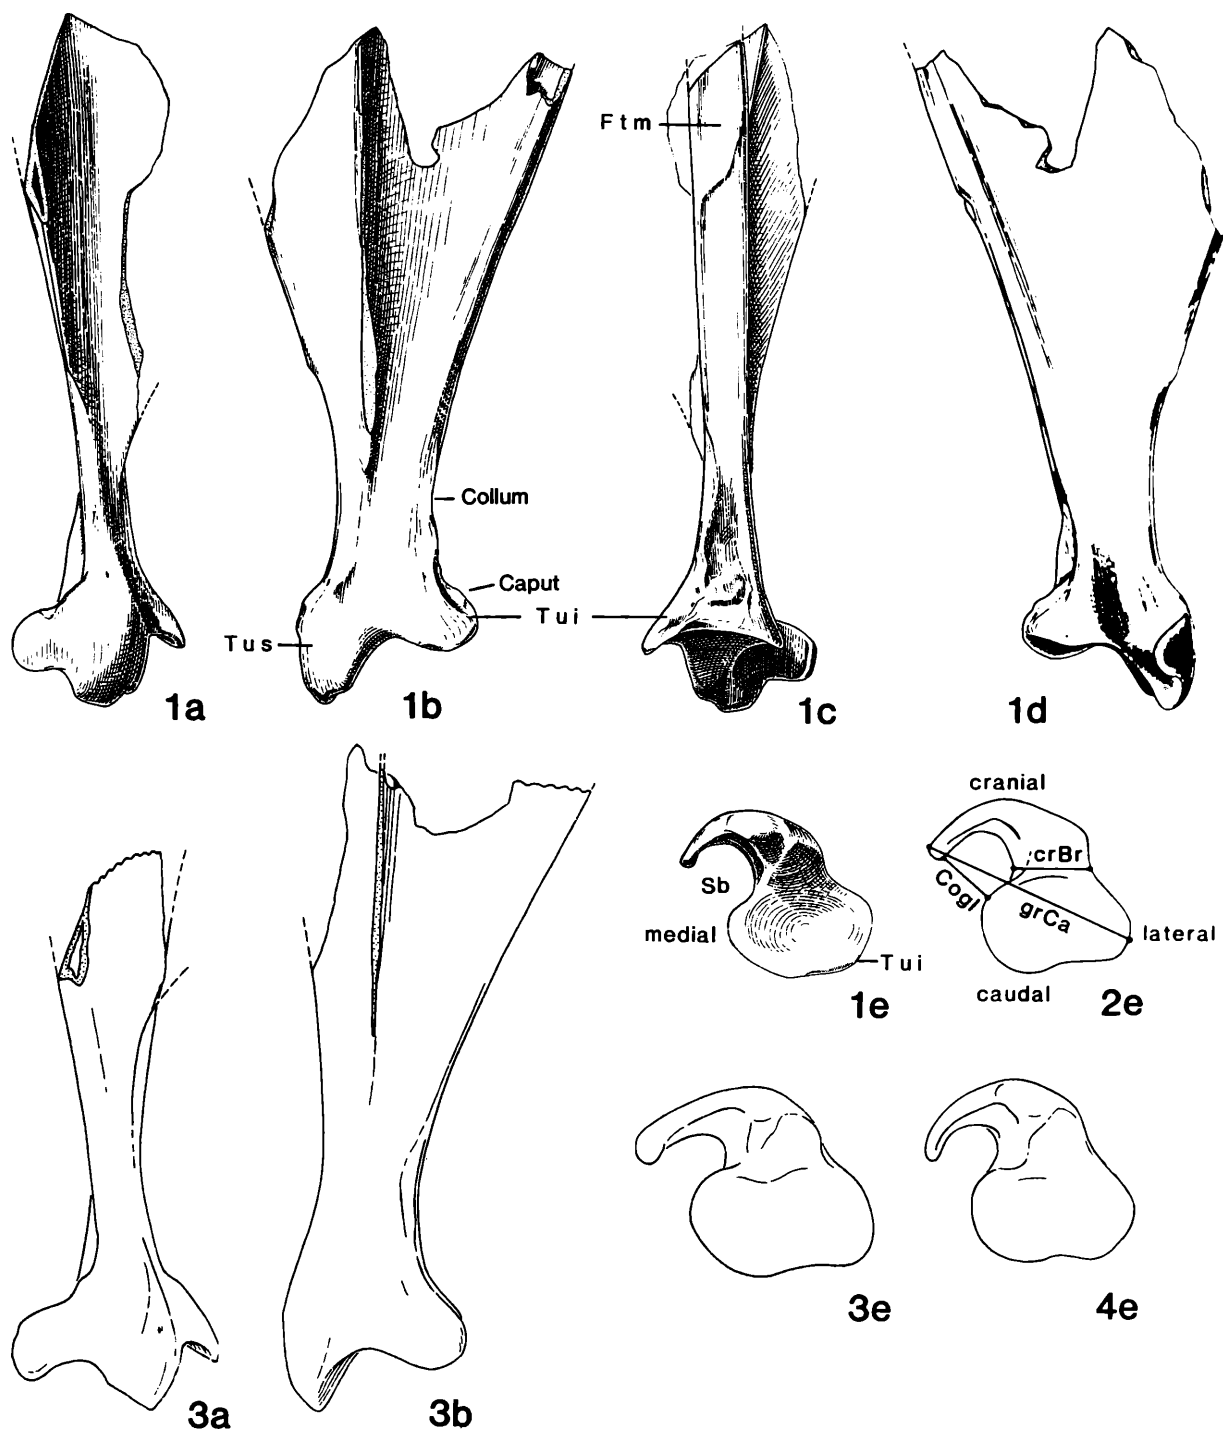 Ftm
Collum
Caput
Tui
Tus
1a
1b
1c
1d
cranial
crBr
Cogl
grCa
Sb
medial
lateral
Tui
caudal
1e
2e
3e
4e
3a
3b